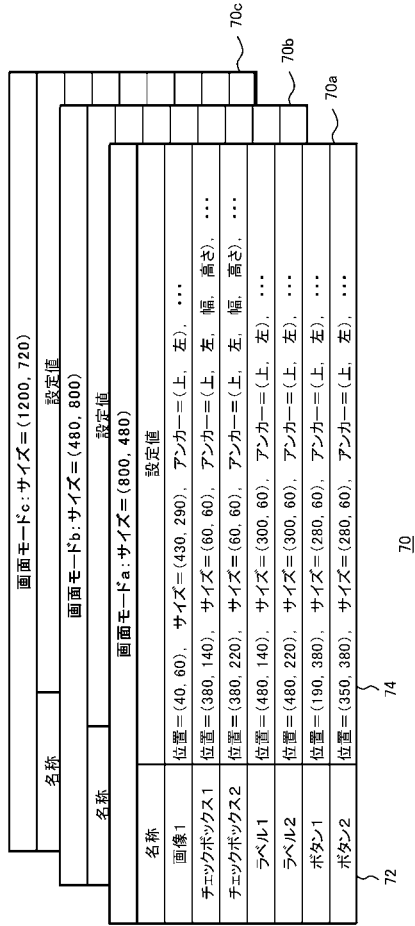 画面モードc:サイズ=(1200, 720)
名称 設定値
画面モードb:サイズ=(480, 800)
名称 設定値
画面モードa:サイズ=(800, 480)
名称 設定値
画像1 位置=(40, 60), サイズ=(430, 290), アンカー=(上, 左), ・・・
チェックボックス1 位置=(380, 140), サイズ=(60, 60), アンカー=(上, 左, 幅, 高さ), ・・・
チェックボックス2 位置=(380, 220), サイズ=(60, 60), アンカー=(上, 左, 幅, 高さ), ・・・
ラベル1 位置=(480, 140), サイズ=(300, 60), アンカー=(上, 左), ・・・
ラベル2 位置=(480, 220), サイズ=(300, 60), アンカー=(上, 左), ・・・
ボタン1 位置=(190, 380), サイズ=(280, 60), アンカー=(上, 左), ・・・
ボタン2 位置=(350, 380), サイズ=(280, 60), アンカー=(上, 左), ・・・
70c
70b
70a
72
74
70